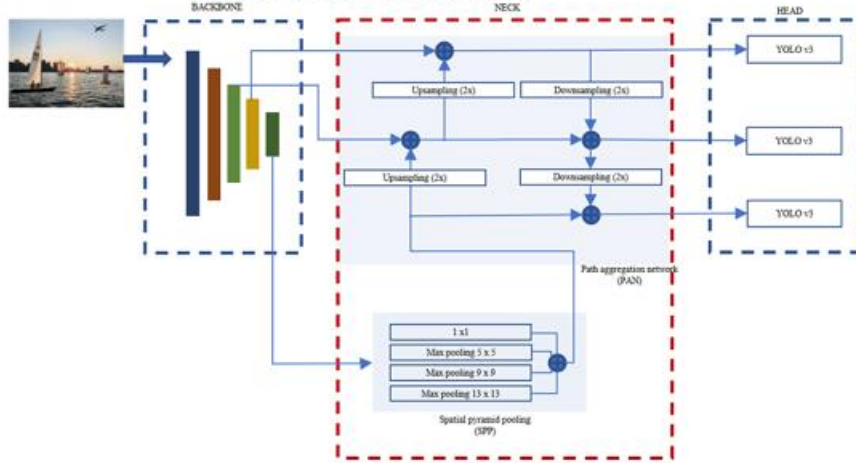 BACKBONE
NECK
HEAD
YOLO v3
Upsampling (2x)
Downsampling (2x)
YOLO v3
Upsampling (2x)
Downsampling (2x)
YOLO v3
Path aggregation network
(PAN)
1 x1
Max pooling 5 x 5
Max pooling 9 x 9
Max pooling 13 x 13
Spatial pyramid pooling
(SPP)